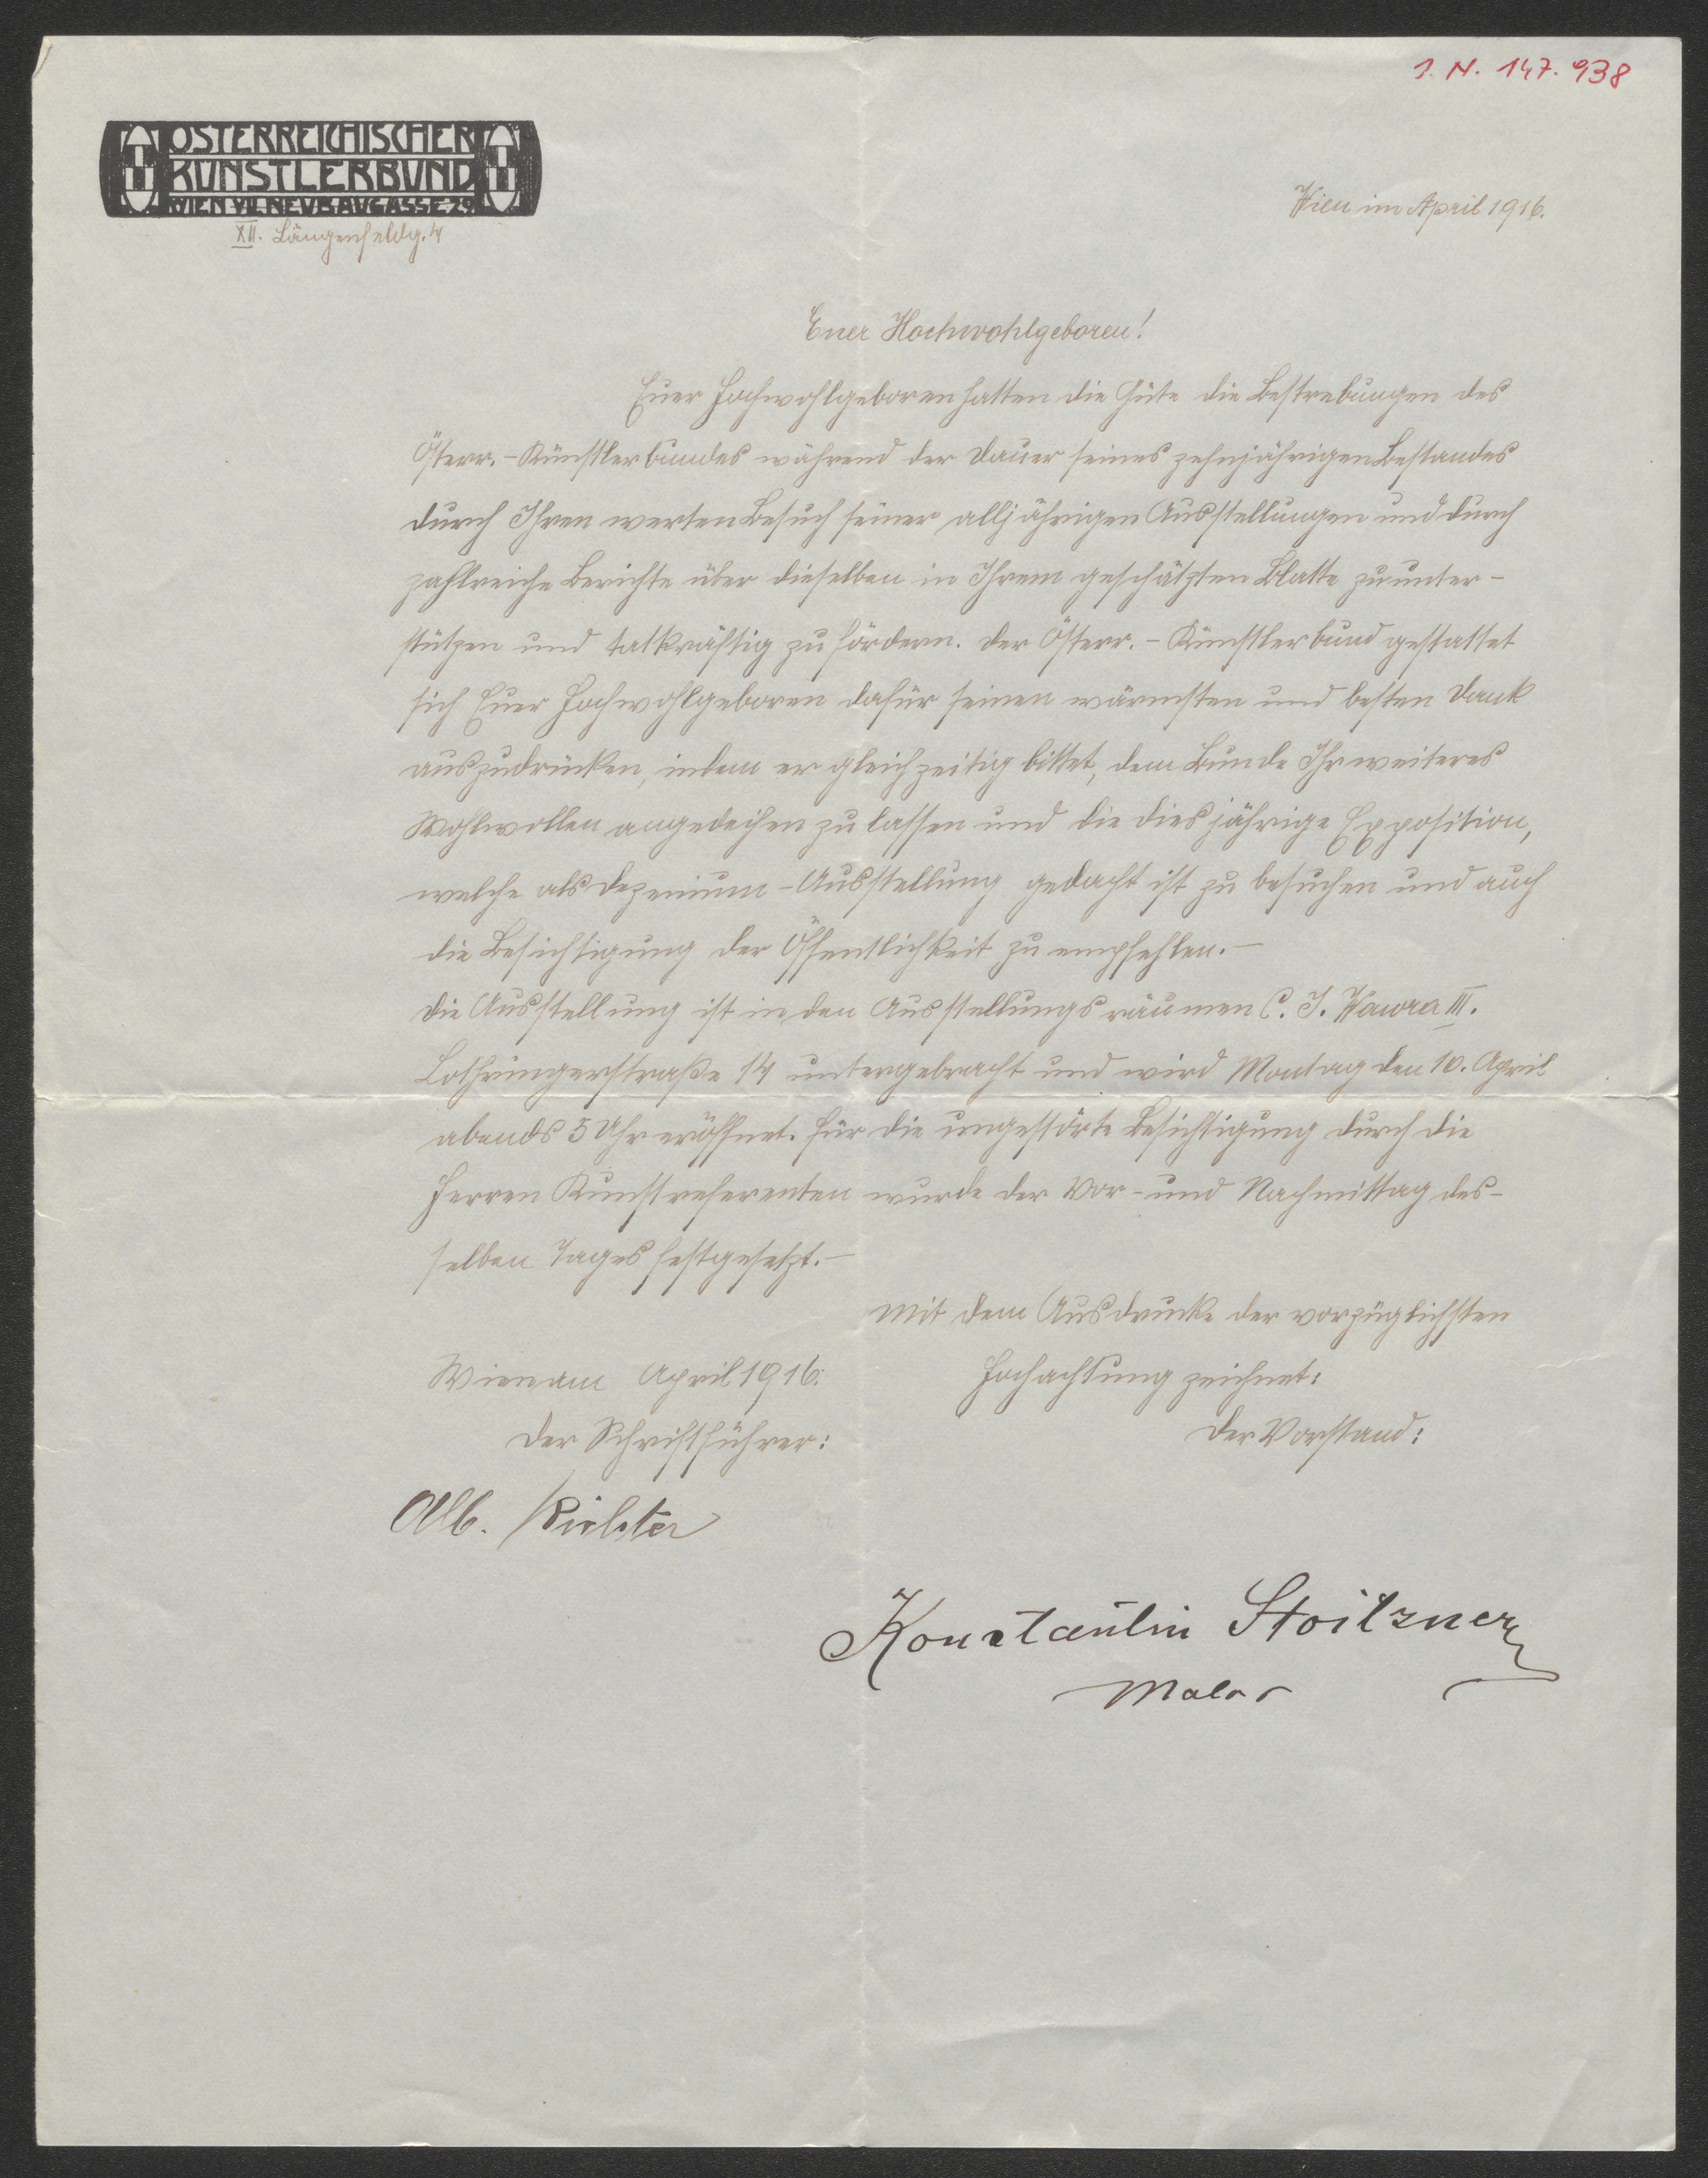 I. N. 147.938
ÖSTERREICHISCHER
KÜNSTLERBUND
WIEN VII. NEUBAUGASSE 29
XII. Längenfeldg. 4
Wien im April 1916.
Euer Hochwohlgeboren!
Euer Hochwohlgeboren hatten die Güte die Bestrebungen des
Österr.-Künstlerbundes während der Dauer seines zehnjährigen Bestandes
durch Ihren werten Besuch seiner alljährigen Ausstellungen und durch
zahlreiche Berichte über dieselben in Ihrem geschätzten Blatte zu unter-
stützen und tatkräftig zu fördern. Der Österr.-Künstlerbund gestattet
sich Euer Hochwohlgeboren dafür seinen wärmsten und besten Dank
auszudrücken, indem er gleichzeitig bittet, dem Bunde Ihr weiteres
Wohlwollen angedeihen zu lassen und die diesjährige Exposition,
welche als Dezenium-Ausstellung gedacht ist zu besuchen und auch
die Besichtigung der Öffentlichkeit zu empfehlen.—
Die Ausstellung ist in den Ausstellungsräumen C. J. Wawra III.
Lothringerstraße 14 untergebracht und wird Montag den 10. April
abends 5 Uhr eröffnet. Für die ungestörte Besichtigung durch die
Herren Kunstreferenten wurde der Vor- und Nachmittag des-
selben Tages festgesetzt.—
Mit dem Ausdrucke der vorzüglichsten
Wien am April 1916. Hochachtung zeichnet:
Der Schriftführer: Der Vorstand:
Alb. Richter
Konstantin Stoitzner
Maler